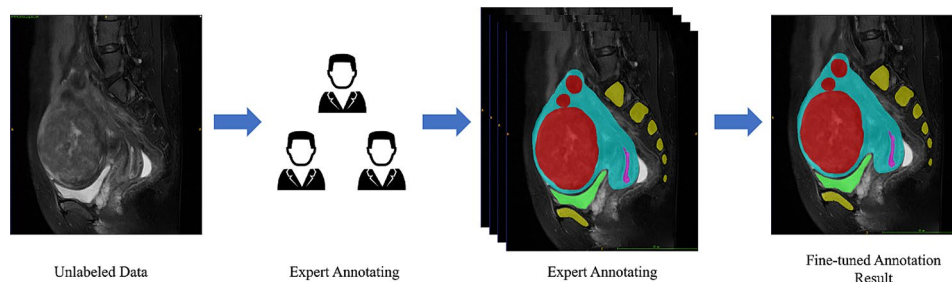 Unlabeled Data
Expert Annotating
Expert Annotating
Fine-tuned Annotation
Result